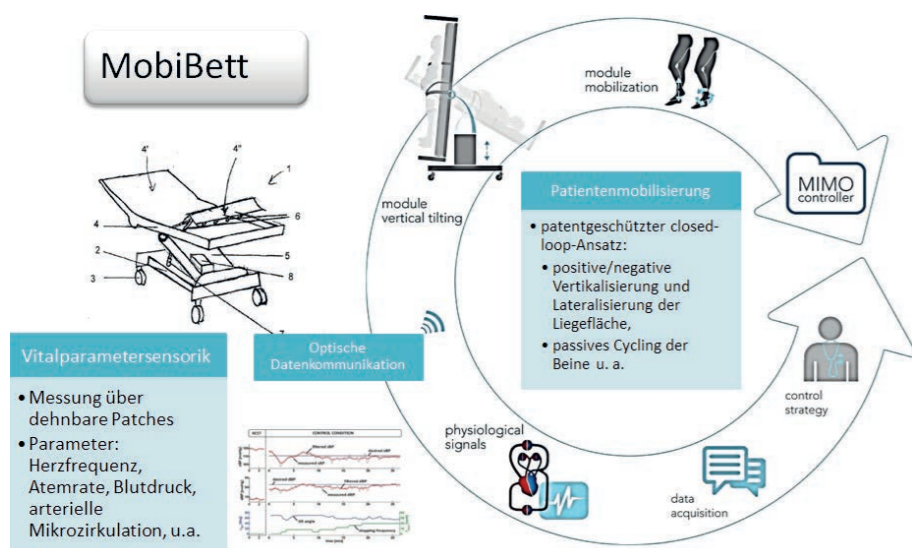 MobiBett
4'
4"
1
6
4
2
5
3
8
7
module
mobilization
MIMO
controller
module
vertical tilting
Patientenmobilisierung
• patentgeschützter closed-
loop-Ansatz:
• positive/negative
Vertikalisierung und
Lateralisierung der
Liegefläche,
• passives Cycling der
Beine u. a.
Optische
Datenkommunikation
Vitalparametersensorik
• Messung über
dehnbare Patches
• Parameter:
Herzfrequenz,
Atemrate, Blutdruck,
arterielle
Mikrozirkulation, u.a.
control
strategy
physiological
signals
data
acquisition
REST
CONTROL CONDITION